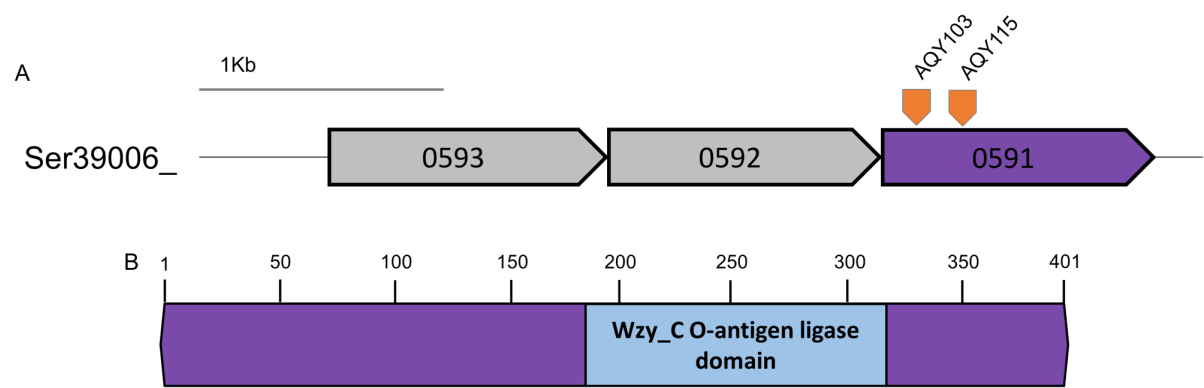 A
1Kb
AQY103
AQY115
Ser39006_
0593
0592
0591
B
1 50 100 150 200 250 300 350 401
Wzy_C O-antigen ligase
domain